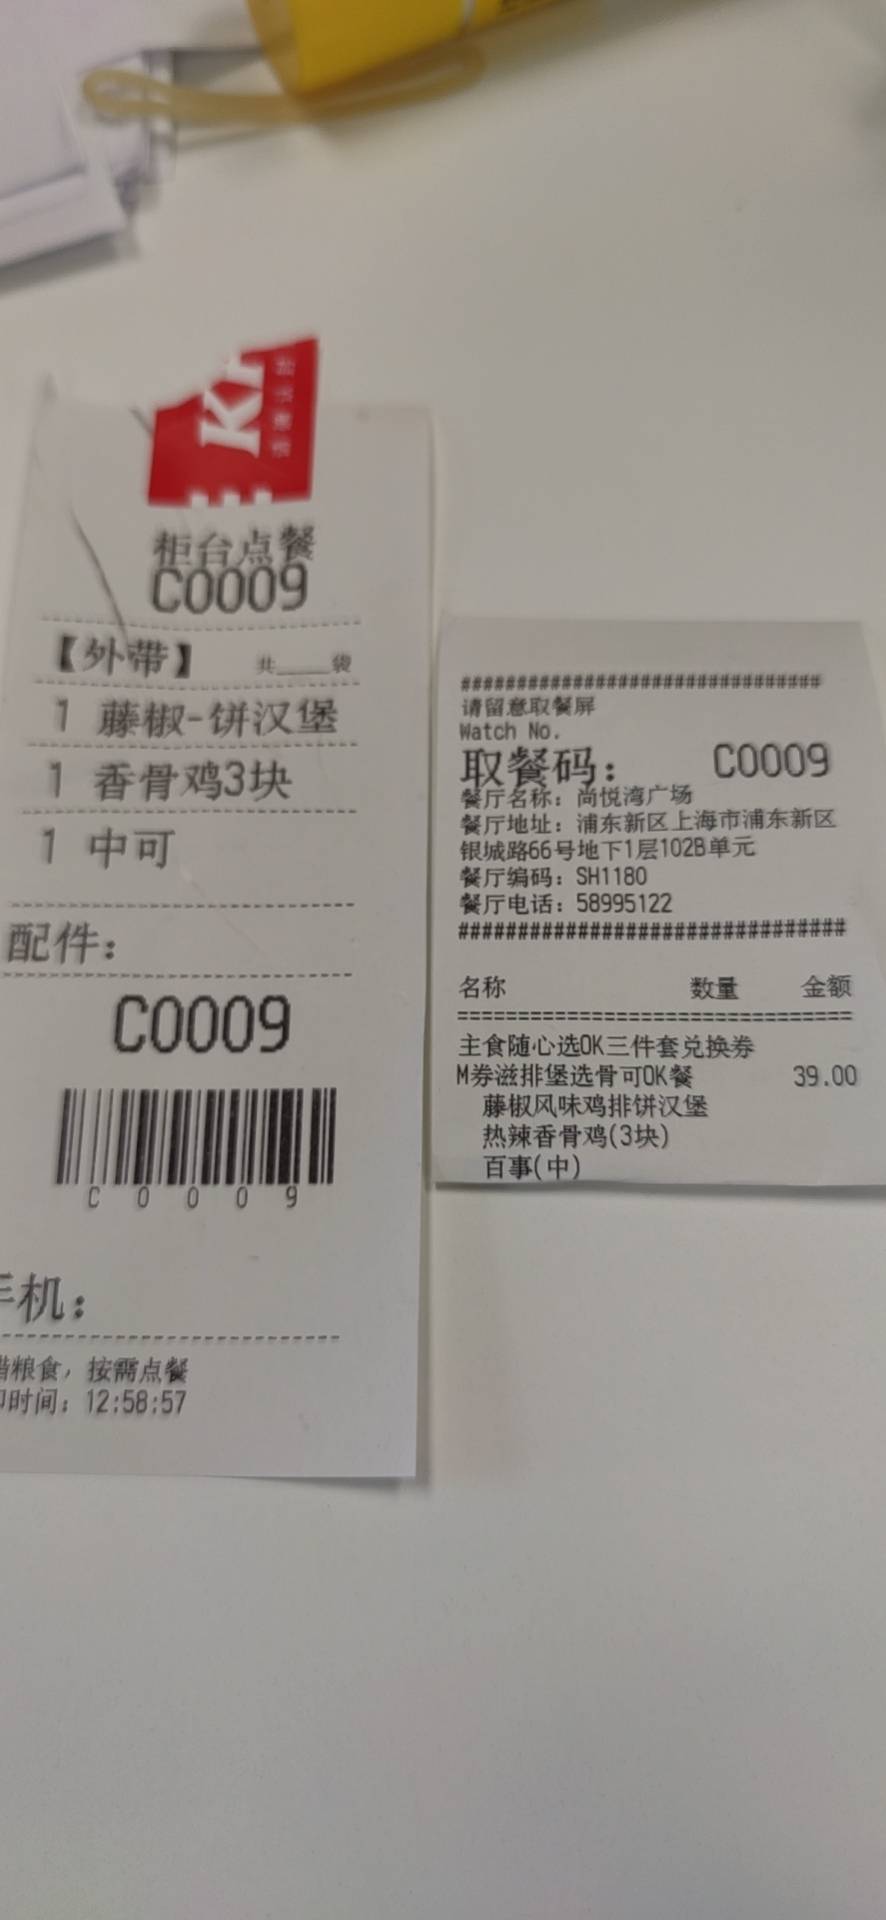 柜台点餐
C0009
【外带】 共____袋
1 藤椒-饼汉堡
1 香骨鸡3块
1 中可
配件：
C0009
C0009
手机：
惜粮食，按需点餐
印时间：12:58:57
################################
请留意取餐屏
Watch No.
取餐码： C0009
餐厅名称：尚悦湾广场
餐厅地址：浦东新区上海市浦东新区
银城路66号地下1层102B单元
餐厅编码：SH1180
餐厅电话：58995122
################################
名称 数量 金额
================================
主食随心选OK三件套兑换券
M券滋排堡选骨可OK餐 39.00
藤椒风味鸡排饼汉堡
热辣香骨鸡(3块)
百事(中)